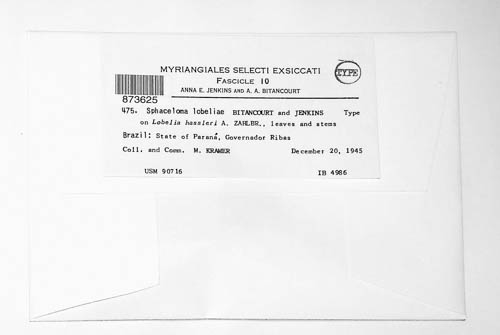 MYRIANGIALES SELECTI EXSICCATI
FASCICLE 10
ANNA E. JENKINS AND A. A. BITANCOURT
TYPE
873625
475. Sphaceloma lobeliae BITANCOURT and JENKINS Type
on Lobelia hassleri A. ZAHLBR., leaves and stems
Brazil: State of Paraná, Governador Ribas
Coll. and Comm. M. KRAMER December 20, 1945
USM 90716 IB 4986